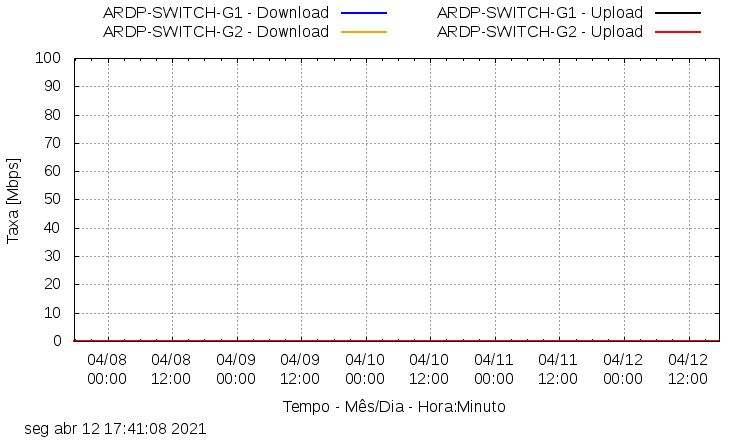 ARDP-SWITCH-G1 - Download ARDP-SWITCH-G1 - Upload
ARDP-SWITCH-G2 - Download ARDP-SWITCH-G2 - Upload
100
90
80
70
60
50
40
30
20
10
0
Taxa [Mbps]
04/08 04/08 04/09 04/09 04/10 04/10 04/11 04/11 04/12 04/12
00:00 12:00 00:00 12:00 00:00 12:00 00:00 12:00 00:00 12:00
Tempo - Mês/Dia - Hora:Minuto
seg abr 12 17:41:08 2021